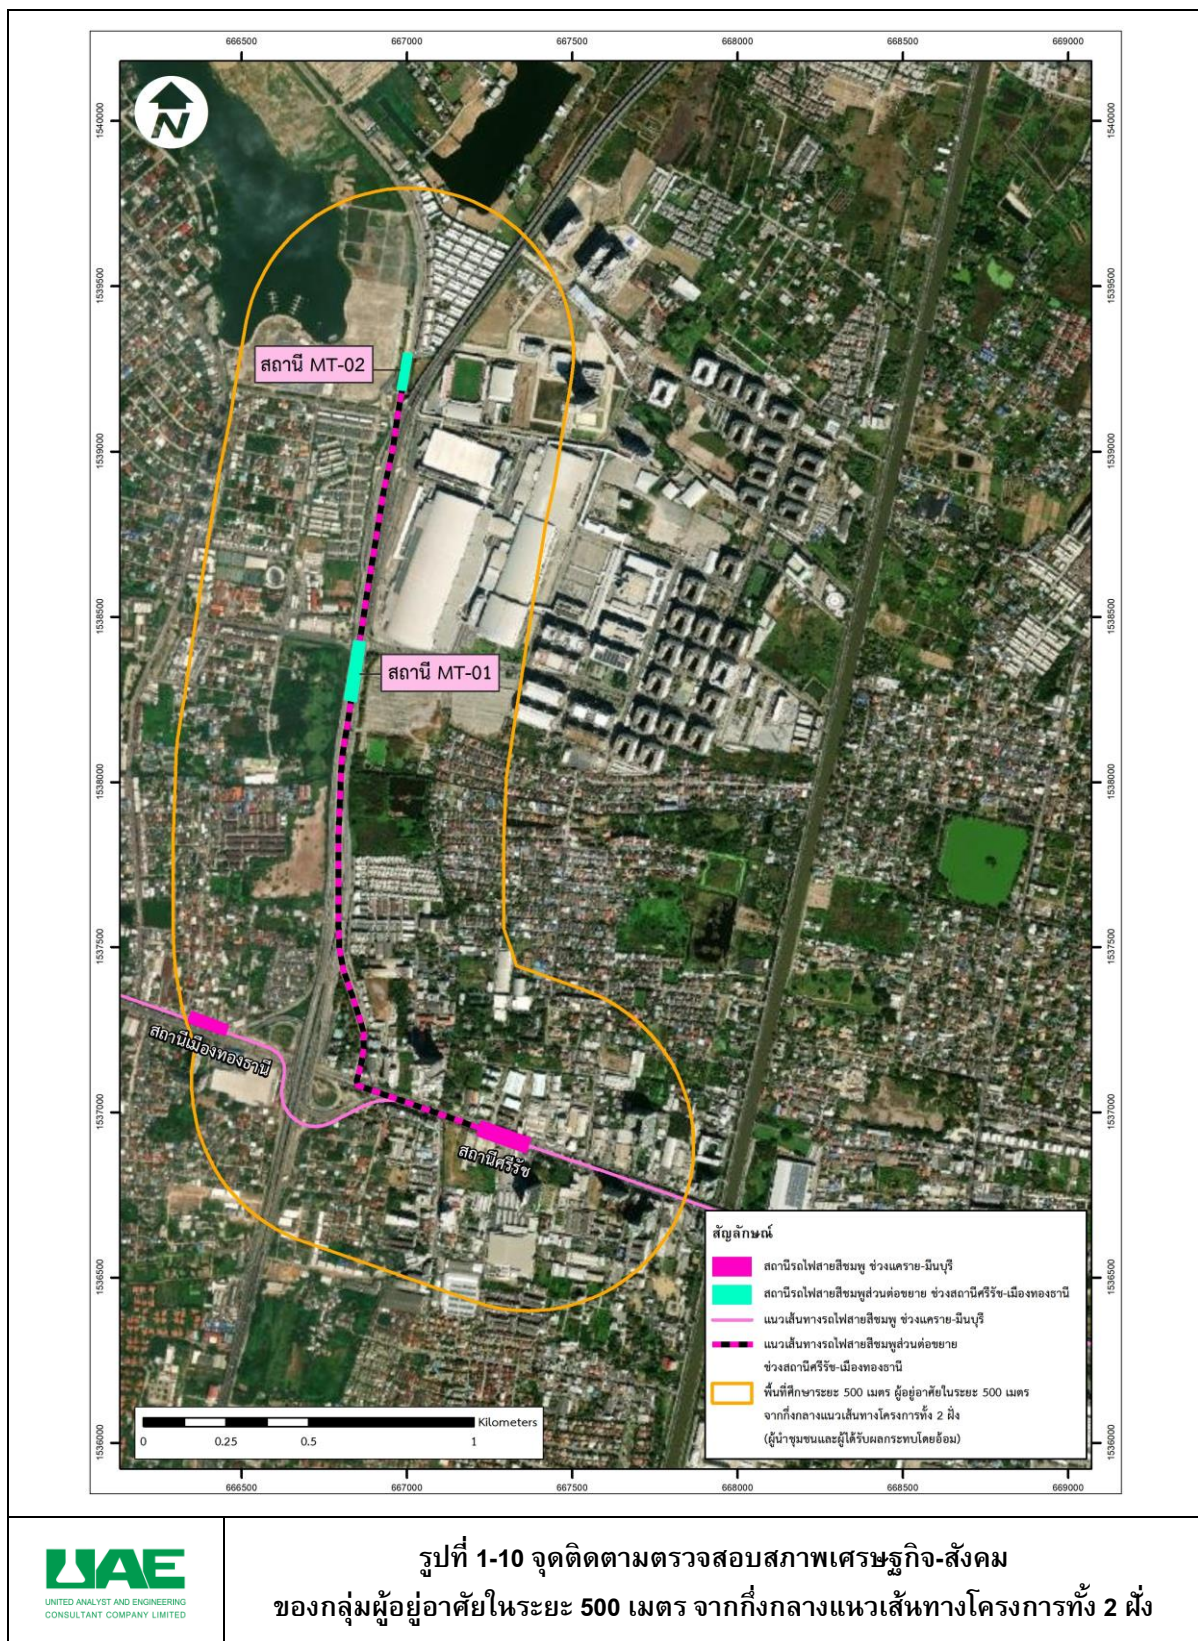 666500 667000 667500 668000 668500 669000
1540000 1540000
N
1539500 1539500
สถานี MT-02
1539000 1539000
1538500 1538500
สถานี MT-01
1538000 1538000
1537500 1537500
สถานีเมืองทองธานี
1537000 1537000
สถานีศรีรัช
สัญลักษณ์
สถานีรถไฟสายสีชมพู ช่วงแคราย-มีนบุรี
1536500 1536500
สถานีรถไฟสายสีชมพูส่วนต่อขยาย ช่วงสถานีศรีรัช-เมืองทองธานี
แนวเส้นทางรถไฟสายสีชมพู ช่วงแคราย-มีนบุรี
แนวเส้นทางรถไฟสายสีชมพูส่วนต่อขยาย
ช่วงสถานีศรีรัช-เมืองทองธานี
พื้นที่ศึกษาระยะ 500 เมตร ผู้อยู่อาศัยในระยะ 500 เมตร
จากกึ่งกลางแนวเส้นทางโครงการทั้ง 2 ฝั่ง
(ผู้นำชุมชนและผู้ได้รับผลกระทบโดยอ้อม)
Kilometers
0 0.25 0.5 1
1536000 1536000
666500 667000 667500 668000 668500 669000
UAE
UNITED ANALYST AND ENGINEERING
CONSULTANT COMPANY LIMITED
รูปที่ 1-10 จุดติดตามตรวจสอบสภาพเศรษฐกิจ-สังคม
ของกลุ่มผู้อยู่อาศัยในระยะ 500 เมตร จากกึ่งกลางแนวเส้นทางโครงการทั้ง 2 ฝั่ง